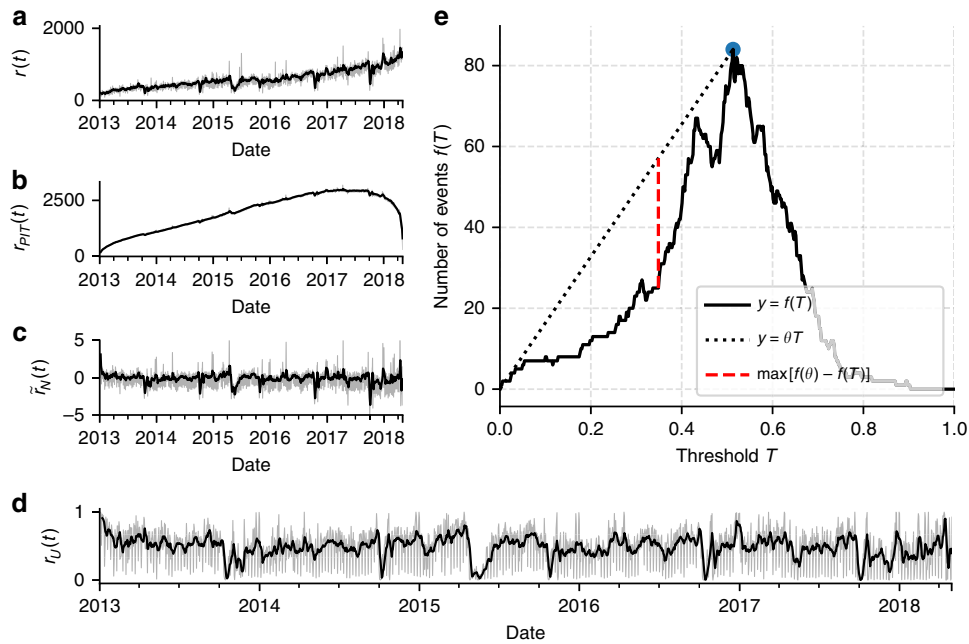 a
2000
0
r(t)
2013 2014 2015 2016 2017 2018
Date
b
2500
0
r_PIT(t)
2013 2014 2015 2016 2017 2018
Date
c
5
0
−5
r̃_N(t)
2013 2014 2015 2016 2017 2018
Date
e
80
60
40
20
0
Number of events f(T)
0.0 0.2 0.4 0.6 0.8 1.0
Threshold T
y = f(T)
y = θT
max[f(θ) − f(T)]
d
1
0
r_U(t)
2013 2014 2015 2016 2017 2018
Date